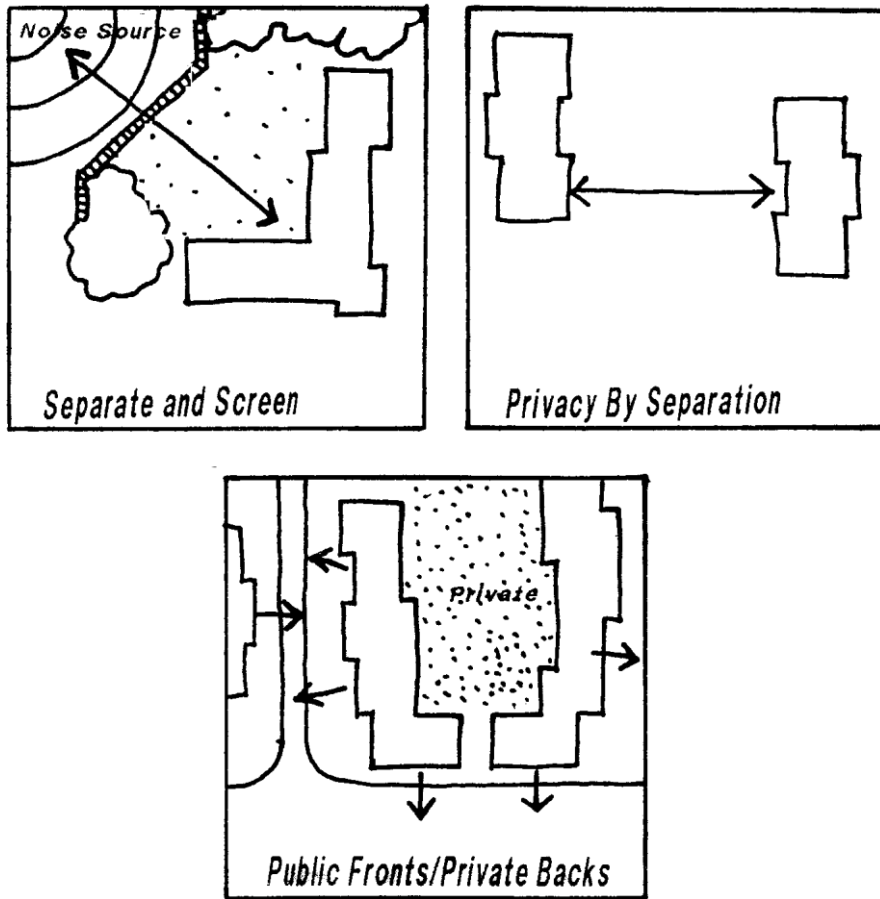 Noise Source
Separate and Screen
Privacy By Separation
Private
Public Fronts/Private Backs